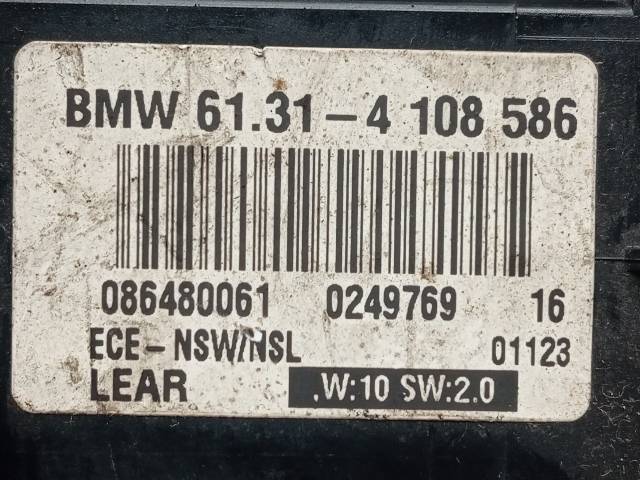 BMW 61.31-4 108 586
086480061 0249769 16
ECE-NSW/NSL 01123
LEAR .W:10 SW:2.0